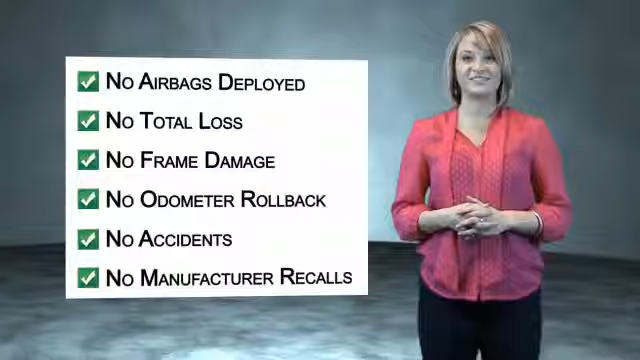 No Airbags Deployed
No Total Loss
No Frame Damage
No Odometer Rollback
No Accidents
No Manufacturer Recalls